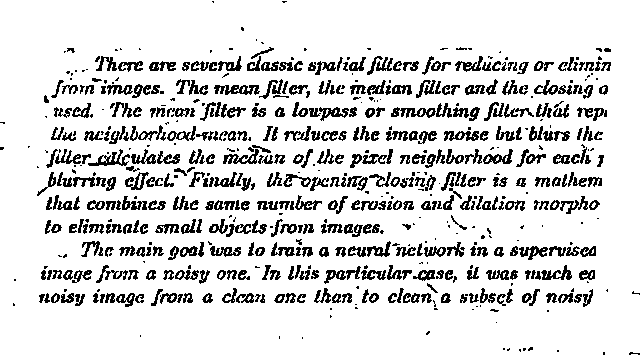 There are several classic spatial filters for reducing or elimin
from images. The mean filter, the median filter and the closing o
used. The mean filter is a lowpass or smoothing filter that repl
the neighborhood mean. It reduces the image noise but blurs the
filter calculates the median of the pixel neighborhood for each p
blurring effect. Finally, the opening closing filter is a mathem
that combines the same number of erosion and dilation morpho
to eliminate small objects from images.
The main goal was to train a neural network in a supervised
image from a noisy one. In this particular case, it was much ea
noisy image from a clean one than to clean a subset of noisy